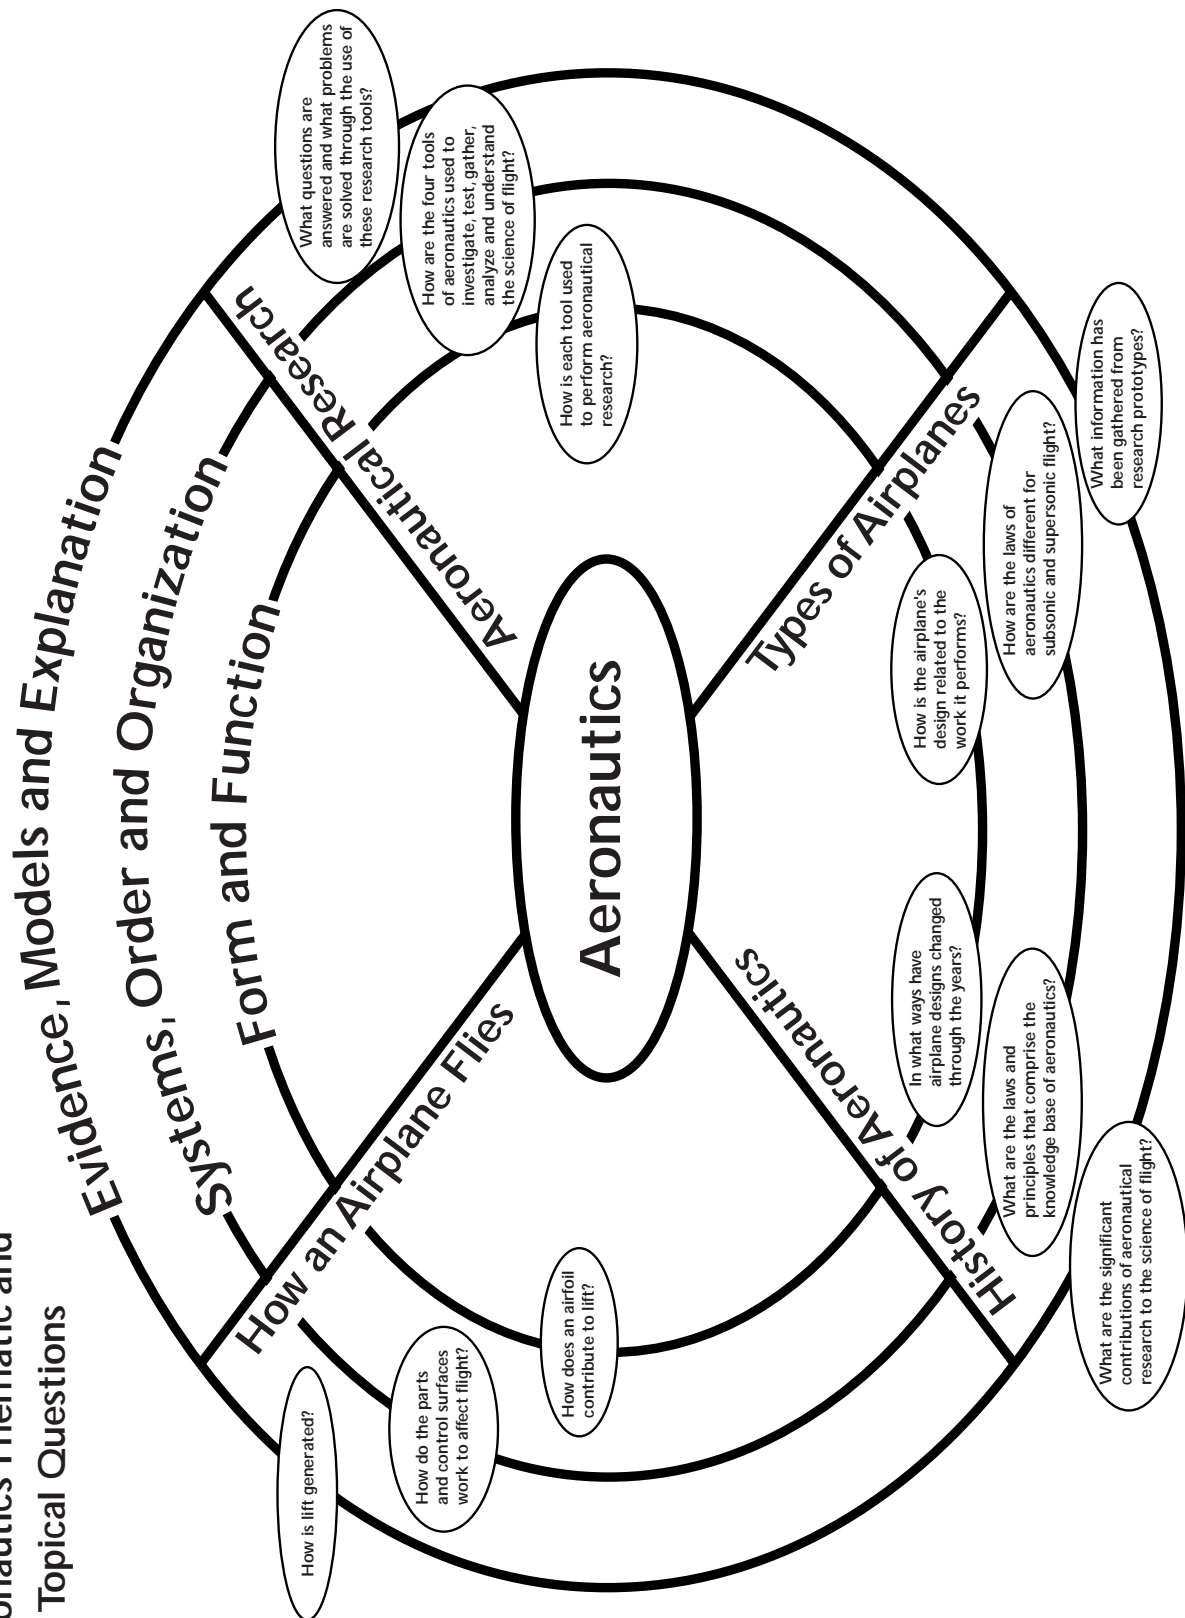 onautics Thematic and
Topical Questions
Evidence, Models and Explanation
Systems, Order and Organization
Form and Function
How an Airplane Flies
Aeronautical Research
Aeronautics
History of Aeronautics
Types of Airplanes
How is lift generated?
How do the parts
and control surfaces
work to affect flight?
How does an airfoil
contribute to lift?
What questions are
answered and what problems
are solved through the use of
these research tools?
How are the four tools
of aeronautics used to
investigate, test, gather,
analyze and understand
the science of flight?
How is each tool used
to perform aeronautical
research?
In what ways have
airplane designs changed
through the years?
What are the laws and
principles that comprise the
knowledge base of aeronautics?
What are the significant
contributions of aeronautical
research to the science of flight?
How is the airplane's
design related to the
work it performs?
How are the laws of
aeronautics different for
subsonic and supersonic flight?
What information has
been gathered from
research prototypes?